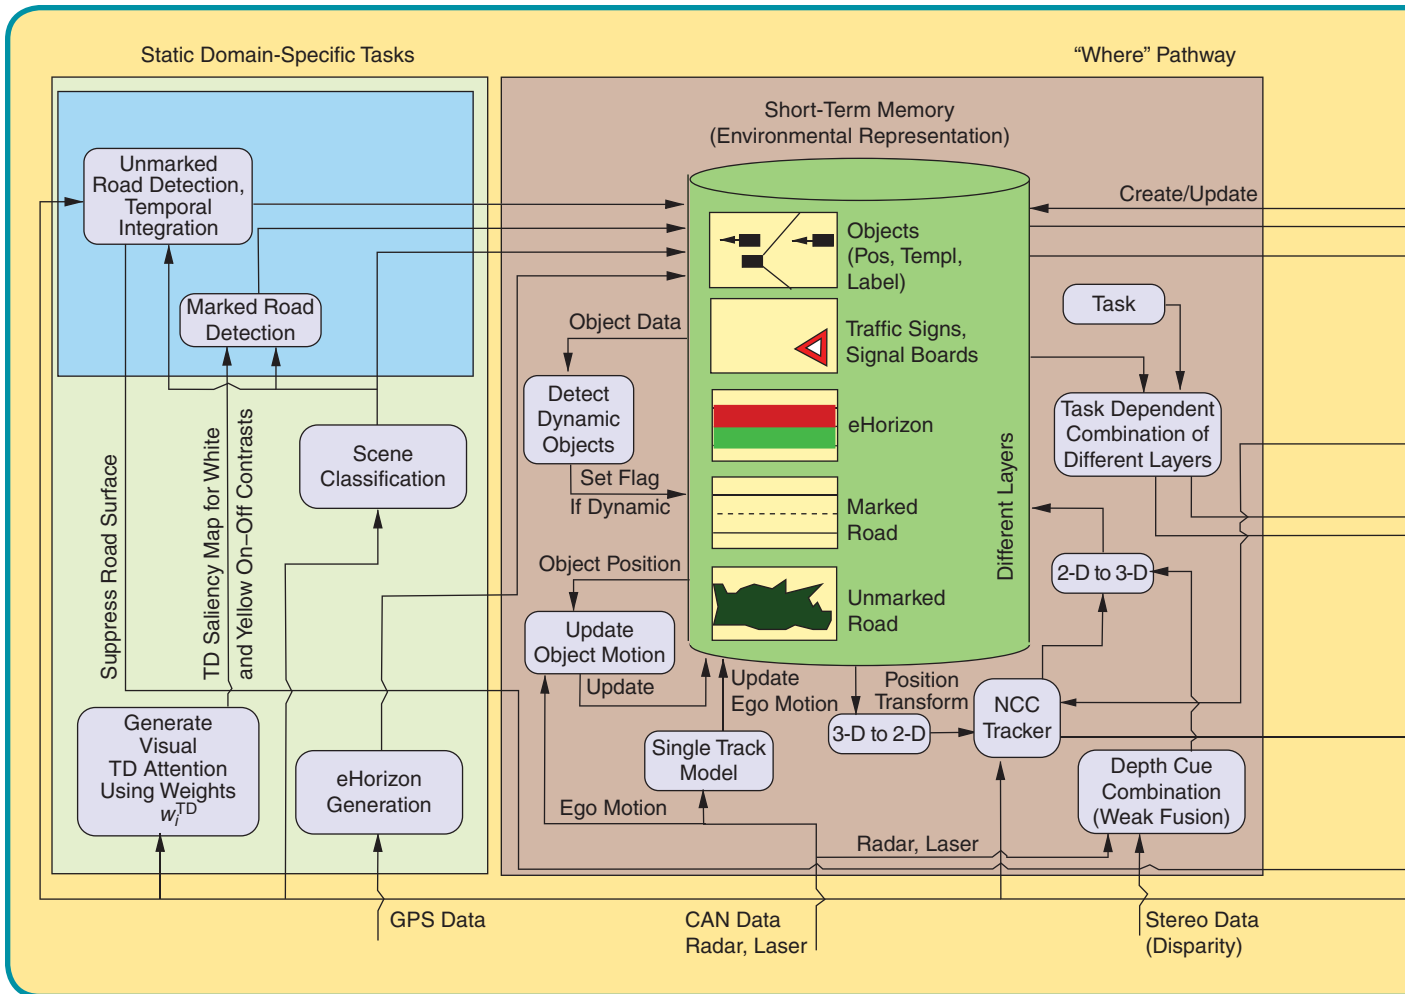 Static Domain-Specific Tasks
“Where” Pathway
Unmarked
Road Detection,
Temporal
Integration
Marked Road
Detection
Scene
Classification
Suppress Road Surface
TD Saliency Map for White
and Yellow On–Off Contrasts
Generate
Visual
TD Attention
Using Weights
w_i^TD
eHorizon
Generation
GPS Data
Short-Term Memory
(Environmental Representation)
Objects
(Pos, Templ,
Label)
Traffic Signs,
Signal Boards
eHorizon
Marked
Road
Unmarked
Road
Different Layers
Object Data
Detect
Dynamic
Objects
Set Flag
If Dynamic
Object Position
Update
Object Motion
Update
Update
Ego Motion
Single Track
Model
Ego Motion
Position
Transform
3-D to 2-D
NCC
Tracker
Create/Update
Task
Task Dependent
Combination of
Different Layers
2-D to 3-D
Depth Cue
Combination
(Weak Fusion)
Radar, Laser
CAN Data
Radar, Laser
Stereo Data
(Disparity)